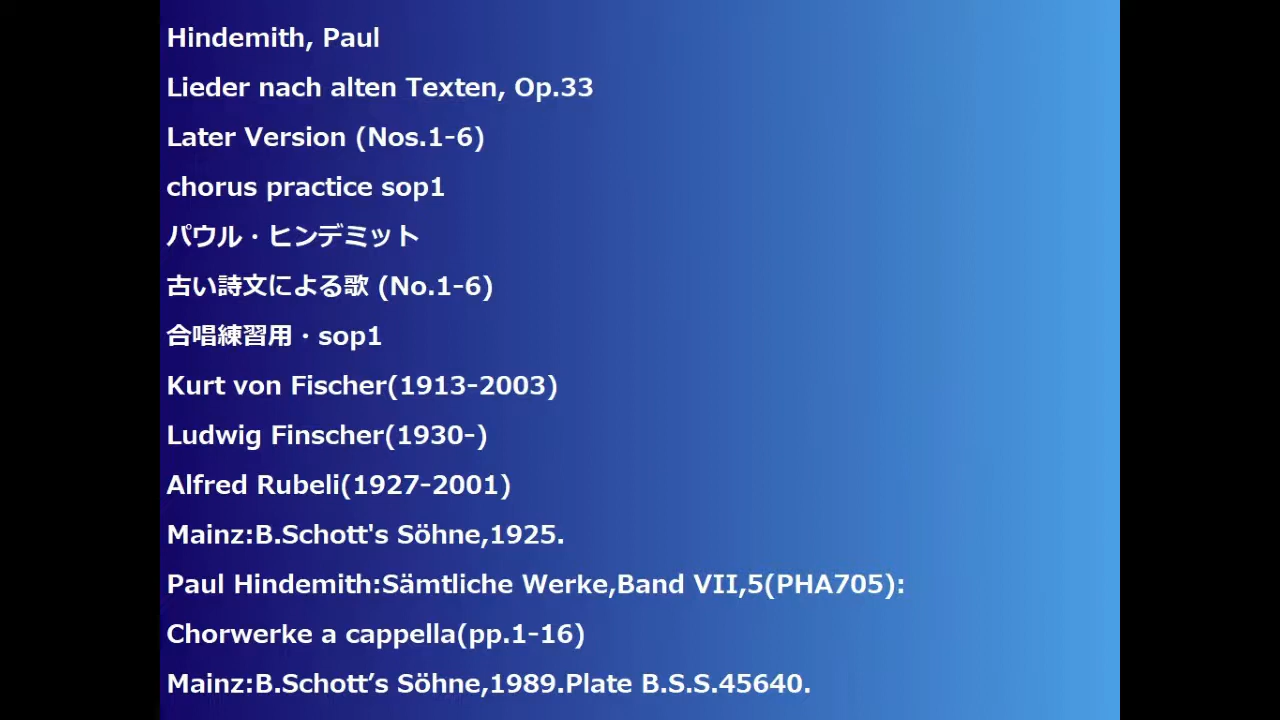 Hindemith, Paul
Lieder nach alten Texten, Op.33
Later Version (Nos.1-6)
chorus practice sop1
パウル・ヒンデミット
古い詩文による歌 (No.1-6)
合唱練習用・sop1
Kurt von Fischer(1913-2003)
Ludwig Finscher(1930-)
Alfred Rubeli(1927-2001)
Mainz:B.Schott's Söhne,1925.
Paul Hindemith:Sämtliche Werke,Band VII,5(PHA705):
Chorwerke a cappella(pp.1-16)
Mainz:B.Schott’s Söhne,1989.Plate B.S.S.45640.